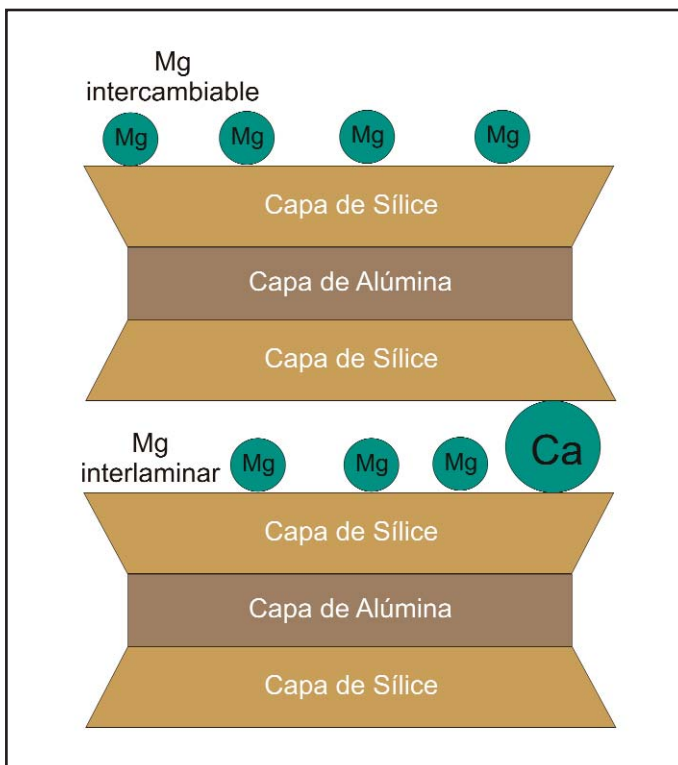 Mg
intercambiable
Mg Mg Mg Mg
Capa de Sílice
Capa de Alúmina
Capa de Sílice
Mg
interlaminar
Mg Mg Mg Ca
Capa de Sílice
Capa de Alúmina
Capa de Sílice